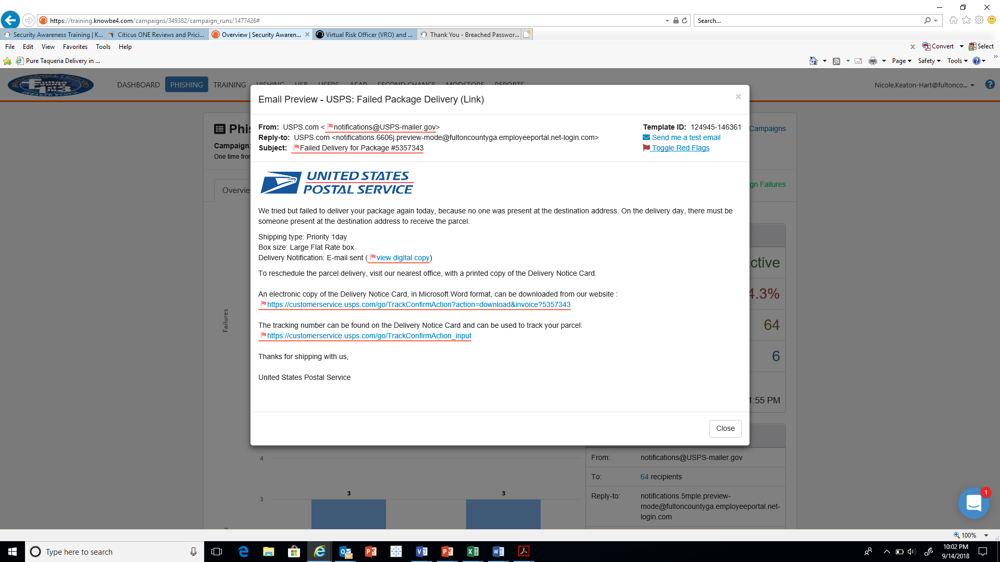 https://training.knowbe4.com/campaigns/349382/campaign_runs/1477426#
Search...
Security Awareness Training | K...
Citicus ONE Reviews and Prici...
Overview | Security Awaren...
Virtual Risk Officer (VRO) and ...
Thank You - Breached Passwor...
File Edit View Favorites Tools Help
Convert Select
Pure Taqueria Delivery in ...
Page Safety Tools
DASHBOARD PHISHING TRAINING VISHING USB USERS ASAP SECOND CHANCE MODSTORE REPORTS
Nicole.Keaton-Hart@fultonco...
Email Preview - USPS: Failed Package Delivery (Link)
×
From: USPS.com < notifications@USPS-mailer.gov>
Reply-to: USPS.com <notifications.6606j.preview-mode@fultoncountyga.employeeportal.net-login.com>
Subject: Failed Delivery for Package #5357343
Template ID: 124945-146361
Send me a test email
Toggle Red Flags
Phis
Campaign:
One time fron
Campaigns
Overvie
gn Failures
UNITED STATES
POSTAL SERVICE
We tried but failed to deliver your package again today, because no one was present at the destination address. On the delivery day, there must be
someone present at the destination address to receive the parcel.
Shipping type: Priority 1day
Box size: Large Flat Rate box
Delivery Notification: E-mail sent ( view digital copy)
To reschedule the parcel delivery, visit our nearest office, with a printed copy of the Delivery Notice Card.
An electronic copy of the Delivery Notice Card, in Microsoft Word format, can be downloaded from our website :
https://customerservice.usps.com/go/TrackConfirmAction?action=download&invoice?5357343
The tracking number can be found on the Delivery Notice Card and can be used to track your parcel:
https://customerservice.usps.com/go/TrackConfirmAction_input
Thanks for shipping with us,
United States Postal Service
Close
Failures
ctive
4.3%
64
6
1:55 PM
4
3
3
3
From: notifications@USPS-mailer.gov
To: 64 recipients
Reply-to: notifications.5mple.preview-
mode@fultoncountyga.employeeportal.net-
login.com
1
100%
Type here to search
10:02 PM
9/14/2018